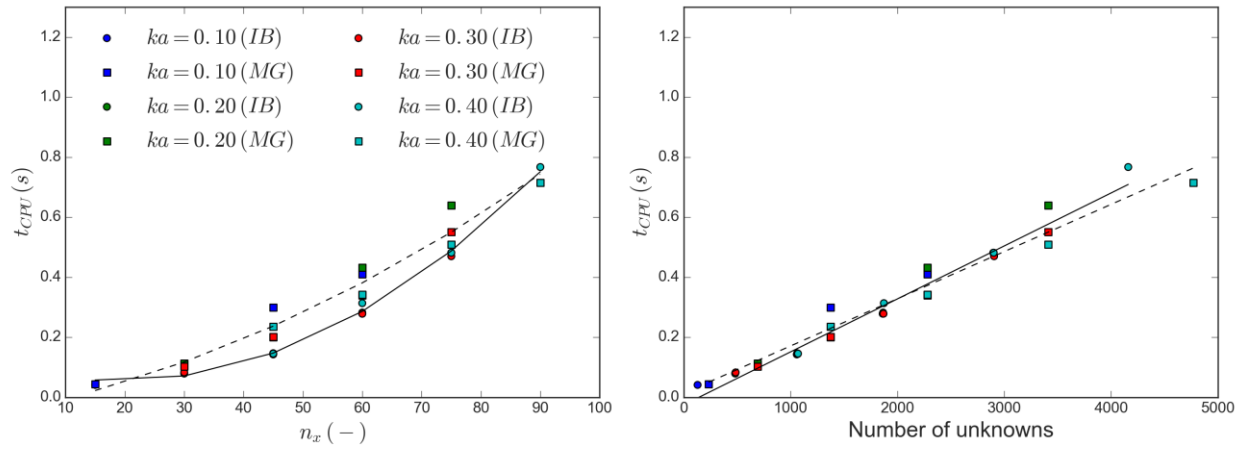 1.2
1.0
0.8
0.6
0.4
0.2
0.0
t_{CPU} (s)
ka = 0.10 (IB)
ka = 0.10 (MG)
ka = 0.20 (IB)
ka = 0.20 (MG)
ka = 0.30 (IB)
ka = 0.30 (MG)
ka = 0.40 (IB)
ka = 0.40 (MG)
10 20 30 40 50 60 70 80 90 100
n_x (−)
1.2
1.0
0.8
0.6
0.4
0.2
0.0
t_{CPU} (s)
0 1000 2000 3000 4000 5000
Number of unknowns